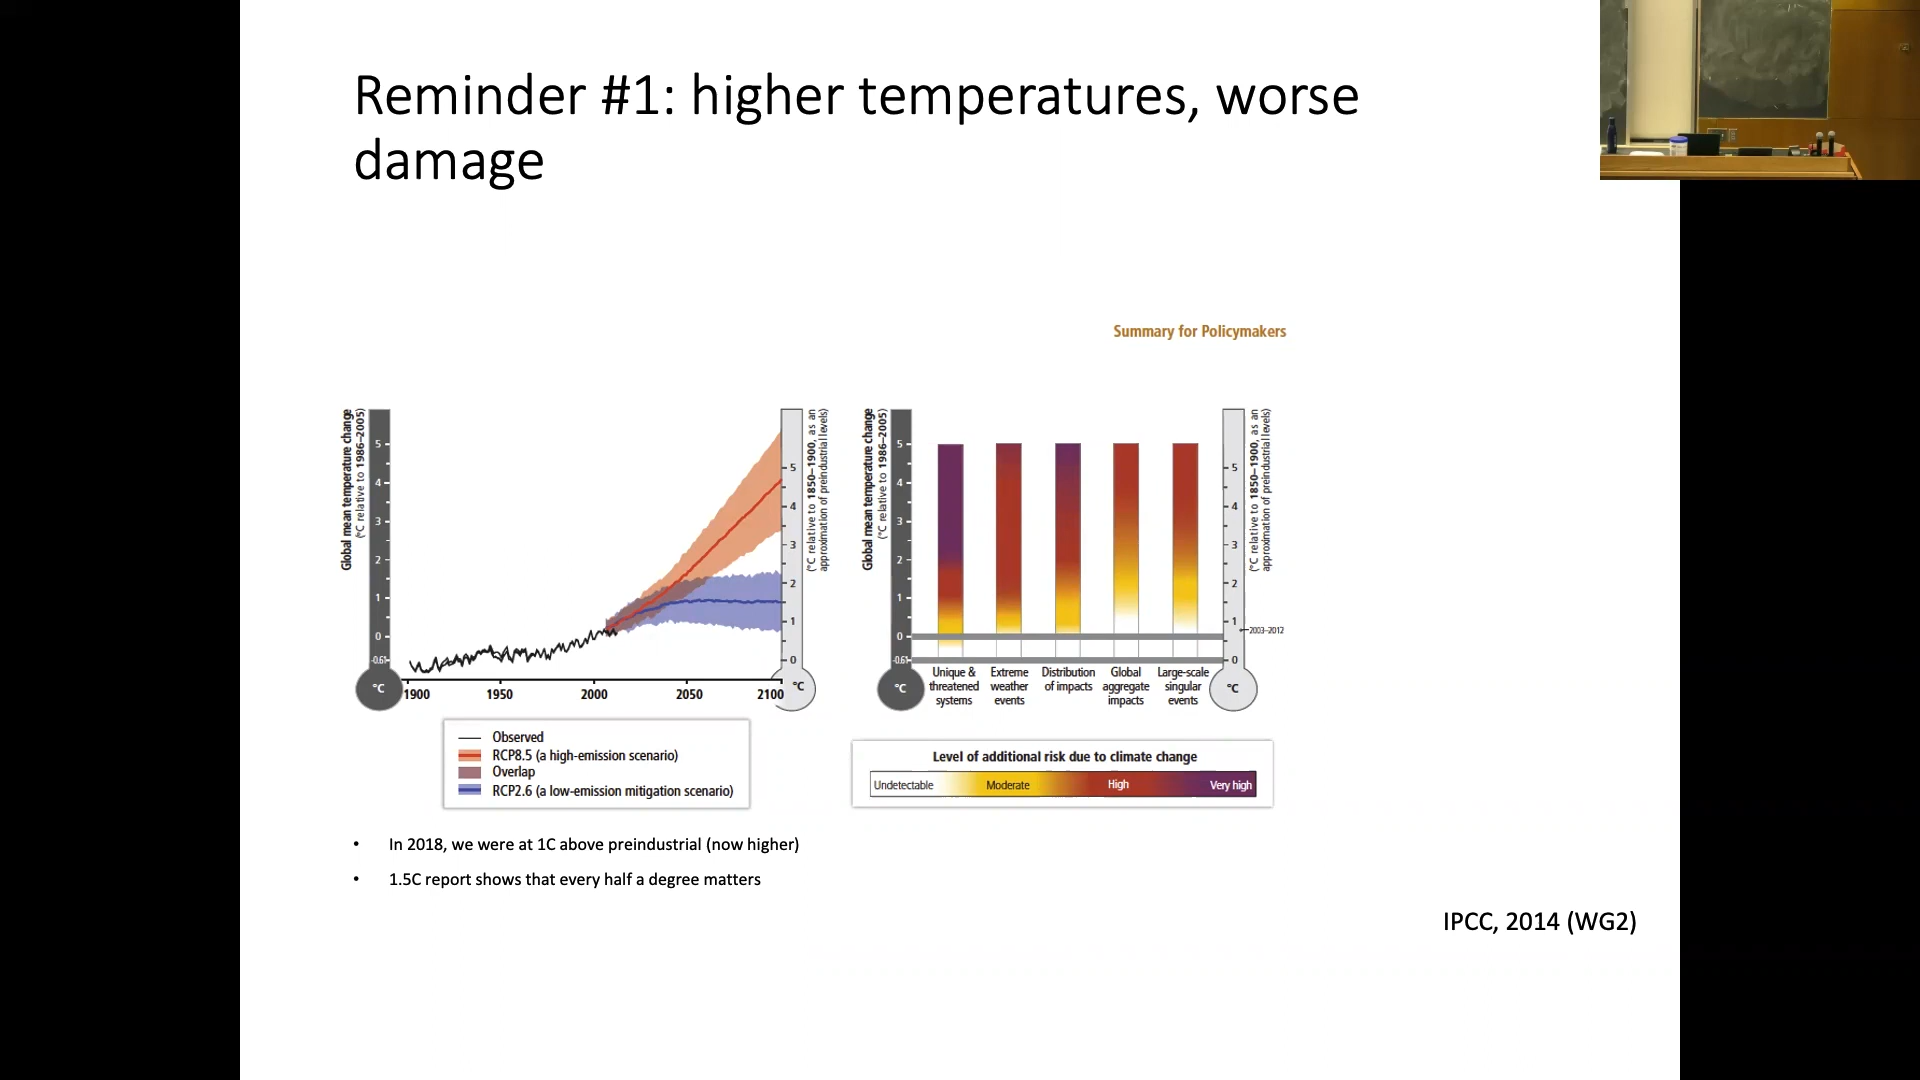 Reminder #1: higher temperatures, worse
damage
Summary for Policymakers
Global mean temperature change
(°C relative to 1986–2005)
5
4
3
2
1
0
-0.61
°C
5
4
3
2
1
0
°C
(°C relative to 1850–1900, as an
approximation of preindustrial levels)
1900
1950
2000
2050
2100
Observed
RCP8.5 (a high-emission scenario)
Overlap
RCP2.6 (a low-emission mitigation scenario)
Global mean temperature change
(°C relative to 1986–2005)
5
4
3
2
1
0
-0.61
°C
Unique &
threatened
systems
Extreme
weather
events
Distribution
of impacts
Global
aggregate
impacts
Large-scale
singular
events
5
4
3
2
1
0
°C
2003–2012
(°C relative to 1850–1900, as an
approximation of preindustrial levels)
Level of additional risk due to climate change
Undetectable Moderate High Very high
• In 2018, we were at 1C above preindustrial (now higher)
• 1.5C report shows that every half a degree matters
IPCC, 2014 (WG2)